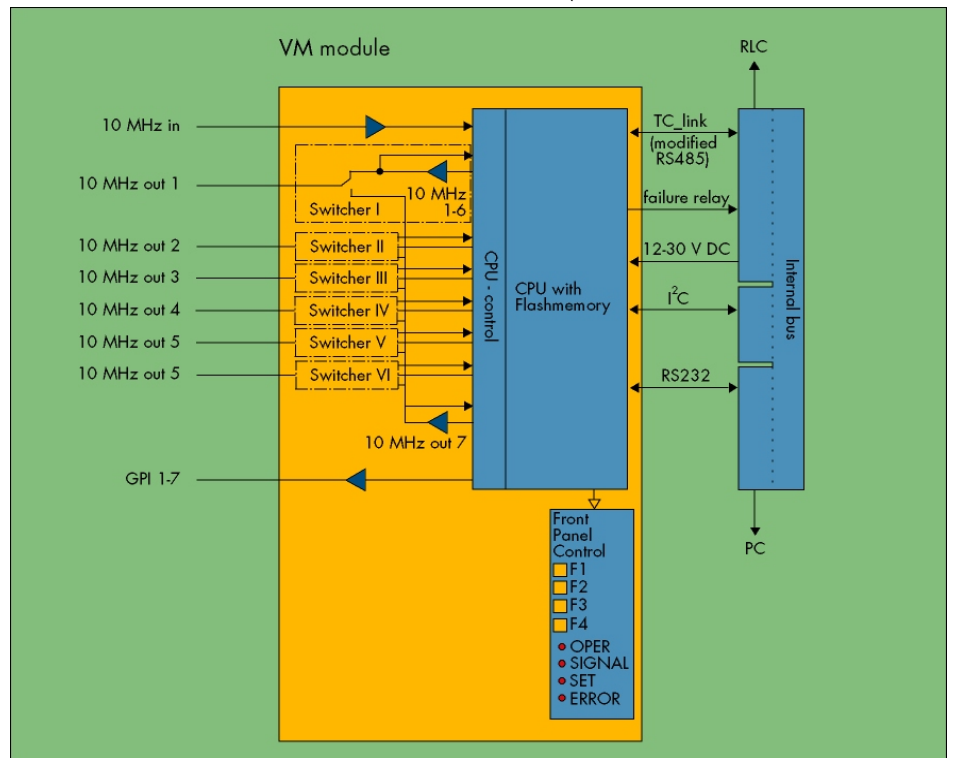 VM module
RLC
10 MHz in
TC_link
(modified
RS485)
10 MHz out 1
10 MHz
1-6
Switcher I
failure relay
10 MHz out 2
Switcher II
12-30 V DC
10 MHz out 3
Switcher III
CPU - control
CPU with
Flashmemory
I²C
Internal bus
10 MHz out 4
Switcher IV
10 MHz out 5
Switcher V
10 MHz out 5
Switcher VI
RS232
10 MHz out 7
GPI 1-7
Front
Panel
Control
F1
F2
F3
F4
OPER
SIGNAL
SET
ERROR
PC